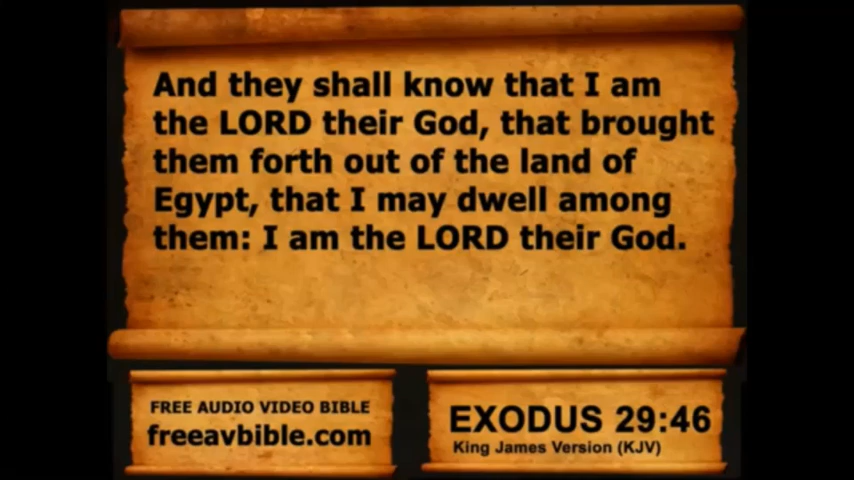 And they shall know that I am
the LORD their God, that brought
them forth out of the land of
Egypt, that I may dwell among
them: I am the LORD their God.
FREE AUDIO VIDEO BIBLE
freeavbible.com
EXODUS 29:46
King James Version (KJV)